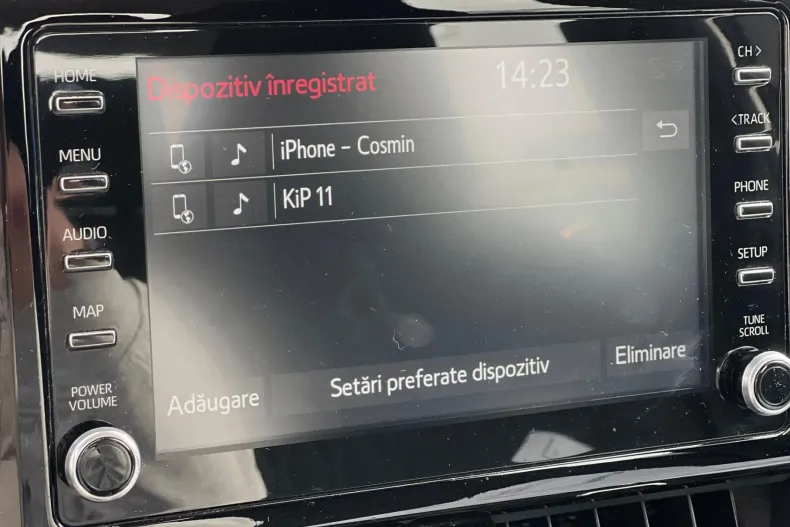 HOME
MENU
AUDIO
MAP
POWER
VOLUME
Dispozitiv înregistrat
14:23
iPhone – Cosmin
KiP 11
Adăugare
Setări preferate dispozitiv
Eliminare
CH >
< TRACK
PHONE
SETUP
TUNE
SCROLL